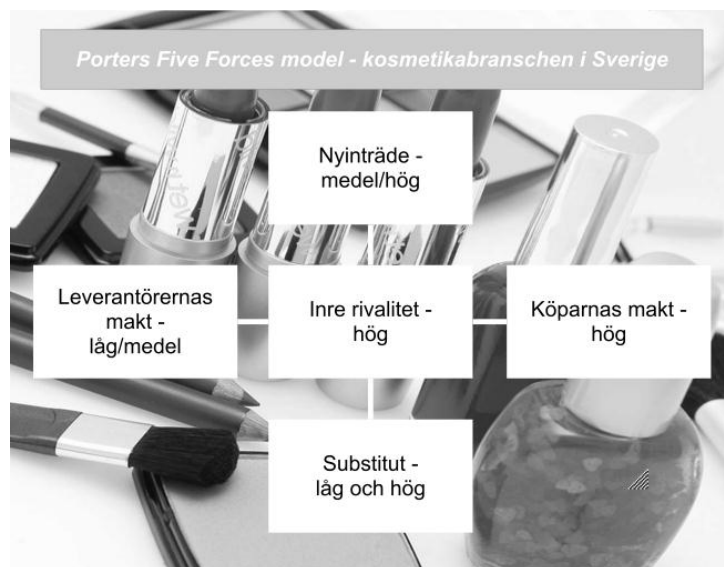 Porters Five Forces model - kosmetikabranschen i Sverige
Nyinträde -
medel/hög
Leverantörernas
makt -
låg/medel
Inre rivalitet -
hög
Köparnas makt -
hög
Substitut -
låg och hög